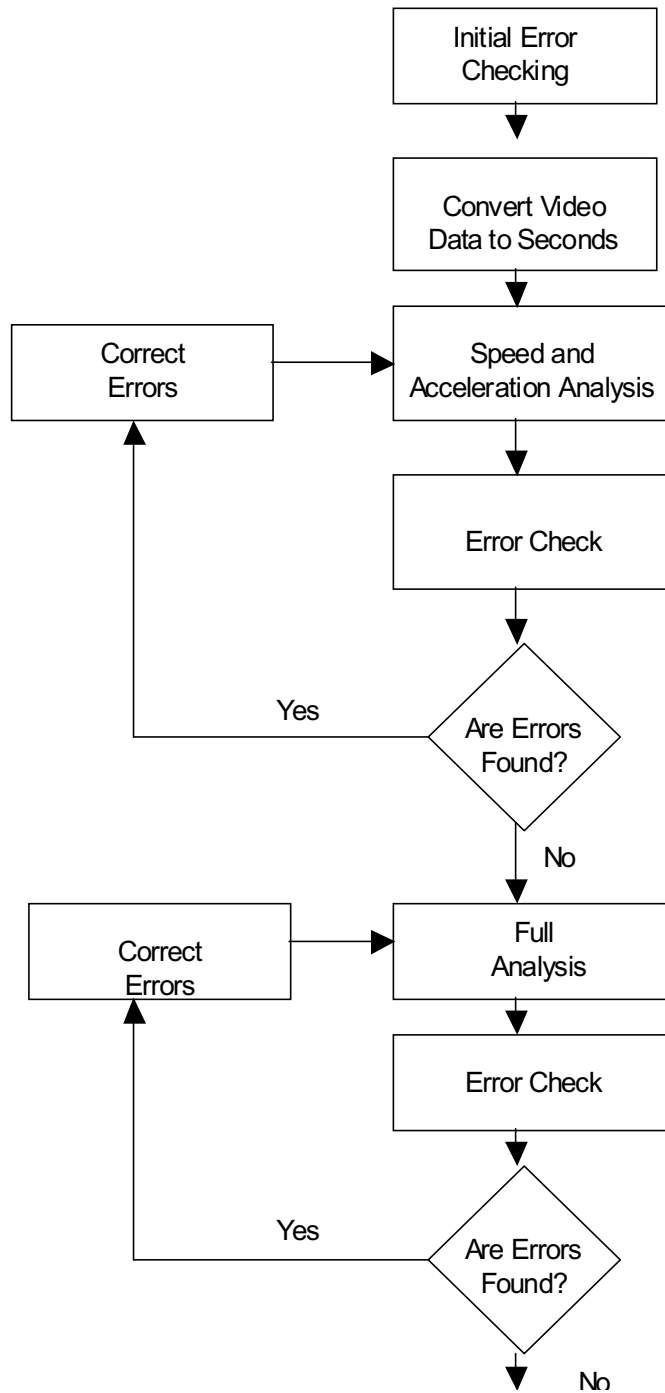 Initial Error
Checking
Convert Video
Data to Seconds
Correct
Errors
Speed and
Acceleration Analysis
Error Check
Yes
Are Errors
Found?
No
Correct
Errors
Full
Analysis
Error Check
Yes
Are Errors
Found?
No